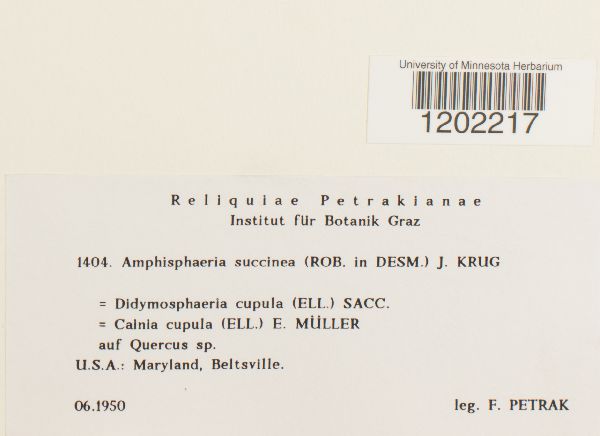 University of Minnesota Herbarium
1202217
Reliquiae Petrakianae
Institut für Botanik Graz
1404. Amphisphaeria succinea (ROB. in DESM.) J. KRUG
= Didymosphaeria cupula (ELL.) SACC.
= Cainia cupula (ELL.) E. MÜLLER
auf Quercus sp.
U.S.A.: Maryland, Beltsville.
06.1950 leg. F. PETRAK